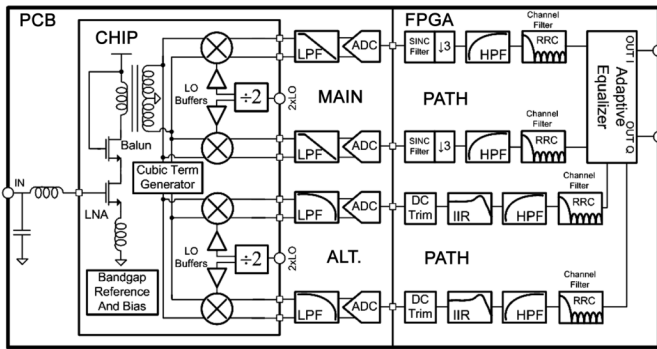 PCB
CHIP
FPGA
Balun
LO
Buffers
÷2
2xLO
LPF
ADC
SINC
Filter
↓3
HPF
Channel
Filter
RRC
OUT I
MAIN
PATH
Adaptive
Equalizer
OUT Q
LPF
ADC
SINC
Filter
↓3
HPF
Channel
Filter
RRC
Cubic Term
Generator
IN
LNA
LPF
ADC
DC
Trim
IIR
HPF
Channel
Filter
RRC
LO
Buffers
÷2
2xLO
ALT.
PATH
Bandgap
Reference
And Bias
LPF
ADC
DC
Trim
IIR
HPF
Channel
Filter
RRC